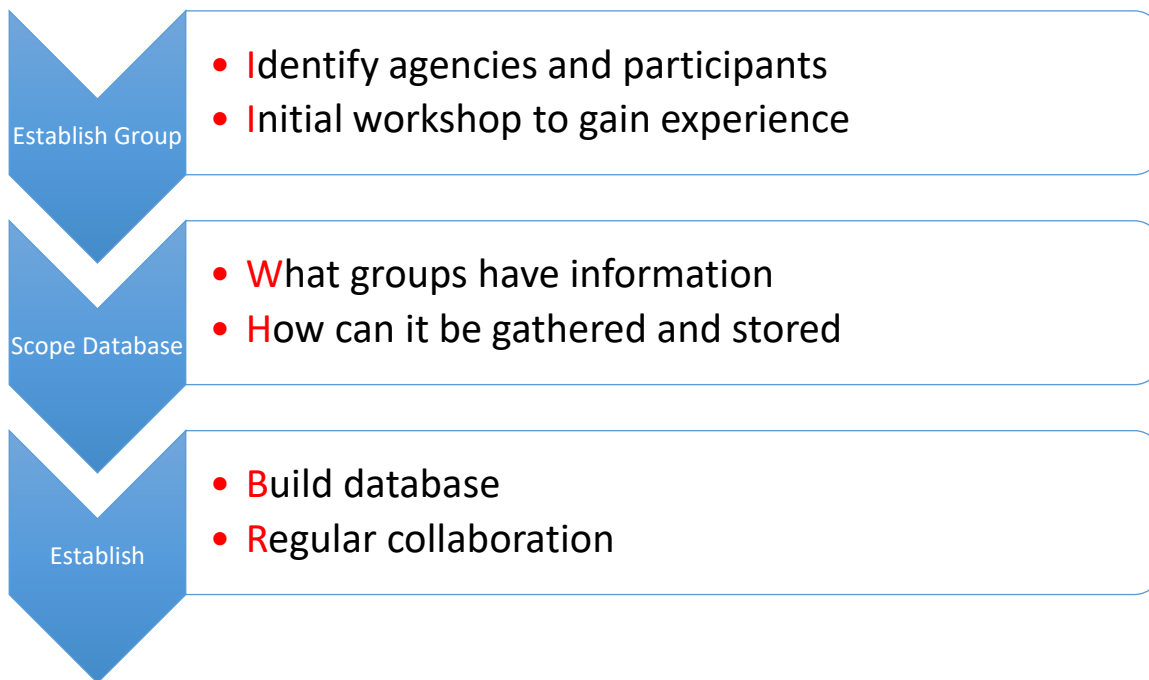 Establish Group
• Identify agencies and participants
• Initial workshop to gain experience
Scope Database
• What groups have information
• How can it be gathered and stored
Establish
• Build database
• Regular collaboration